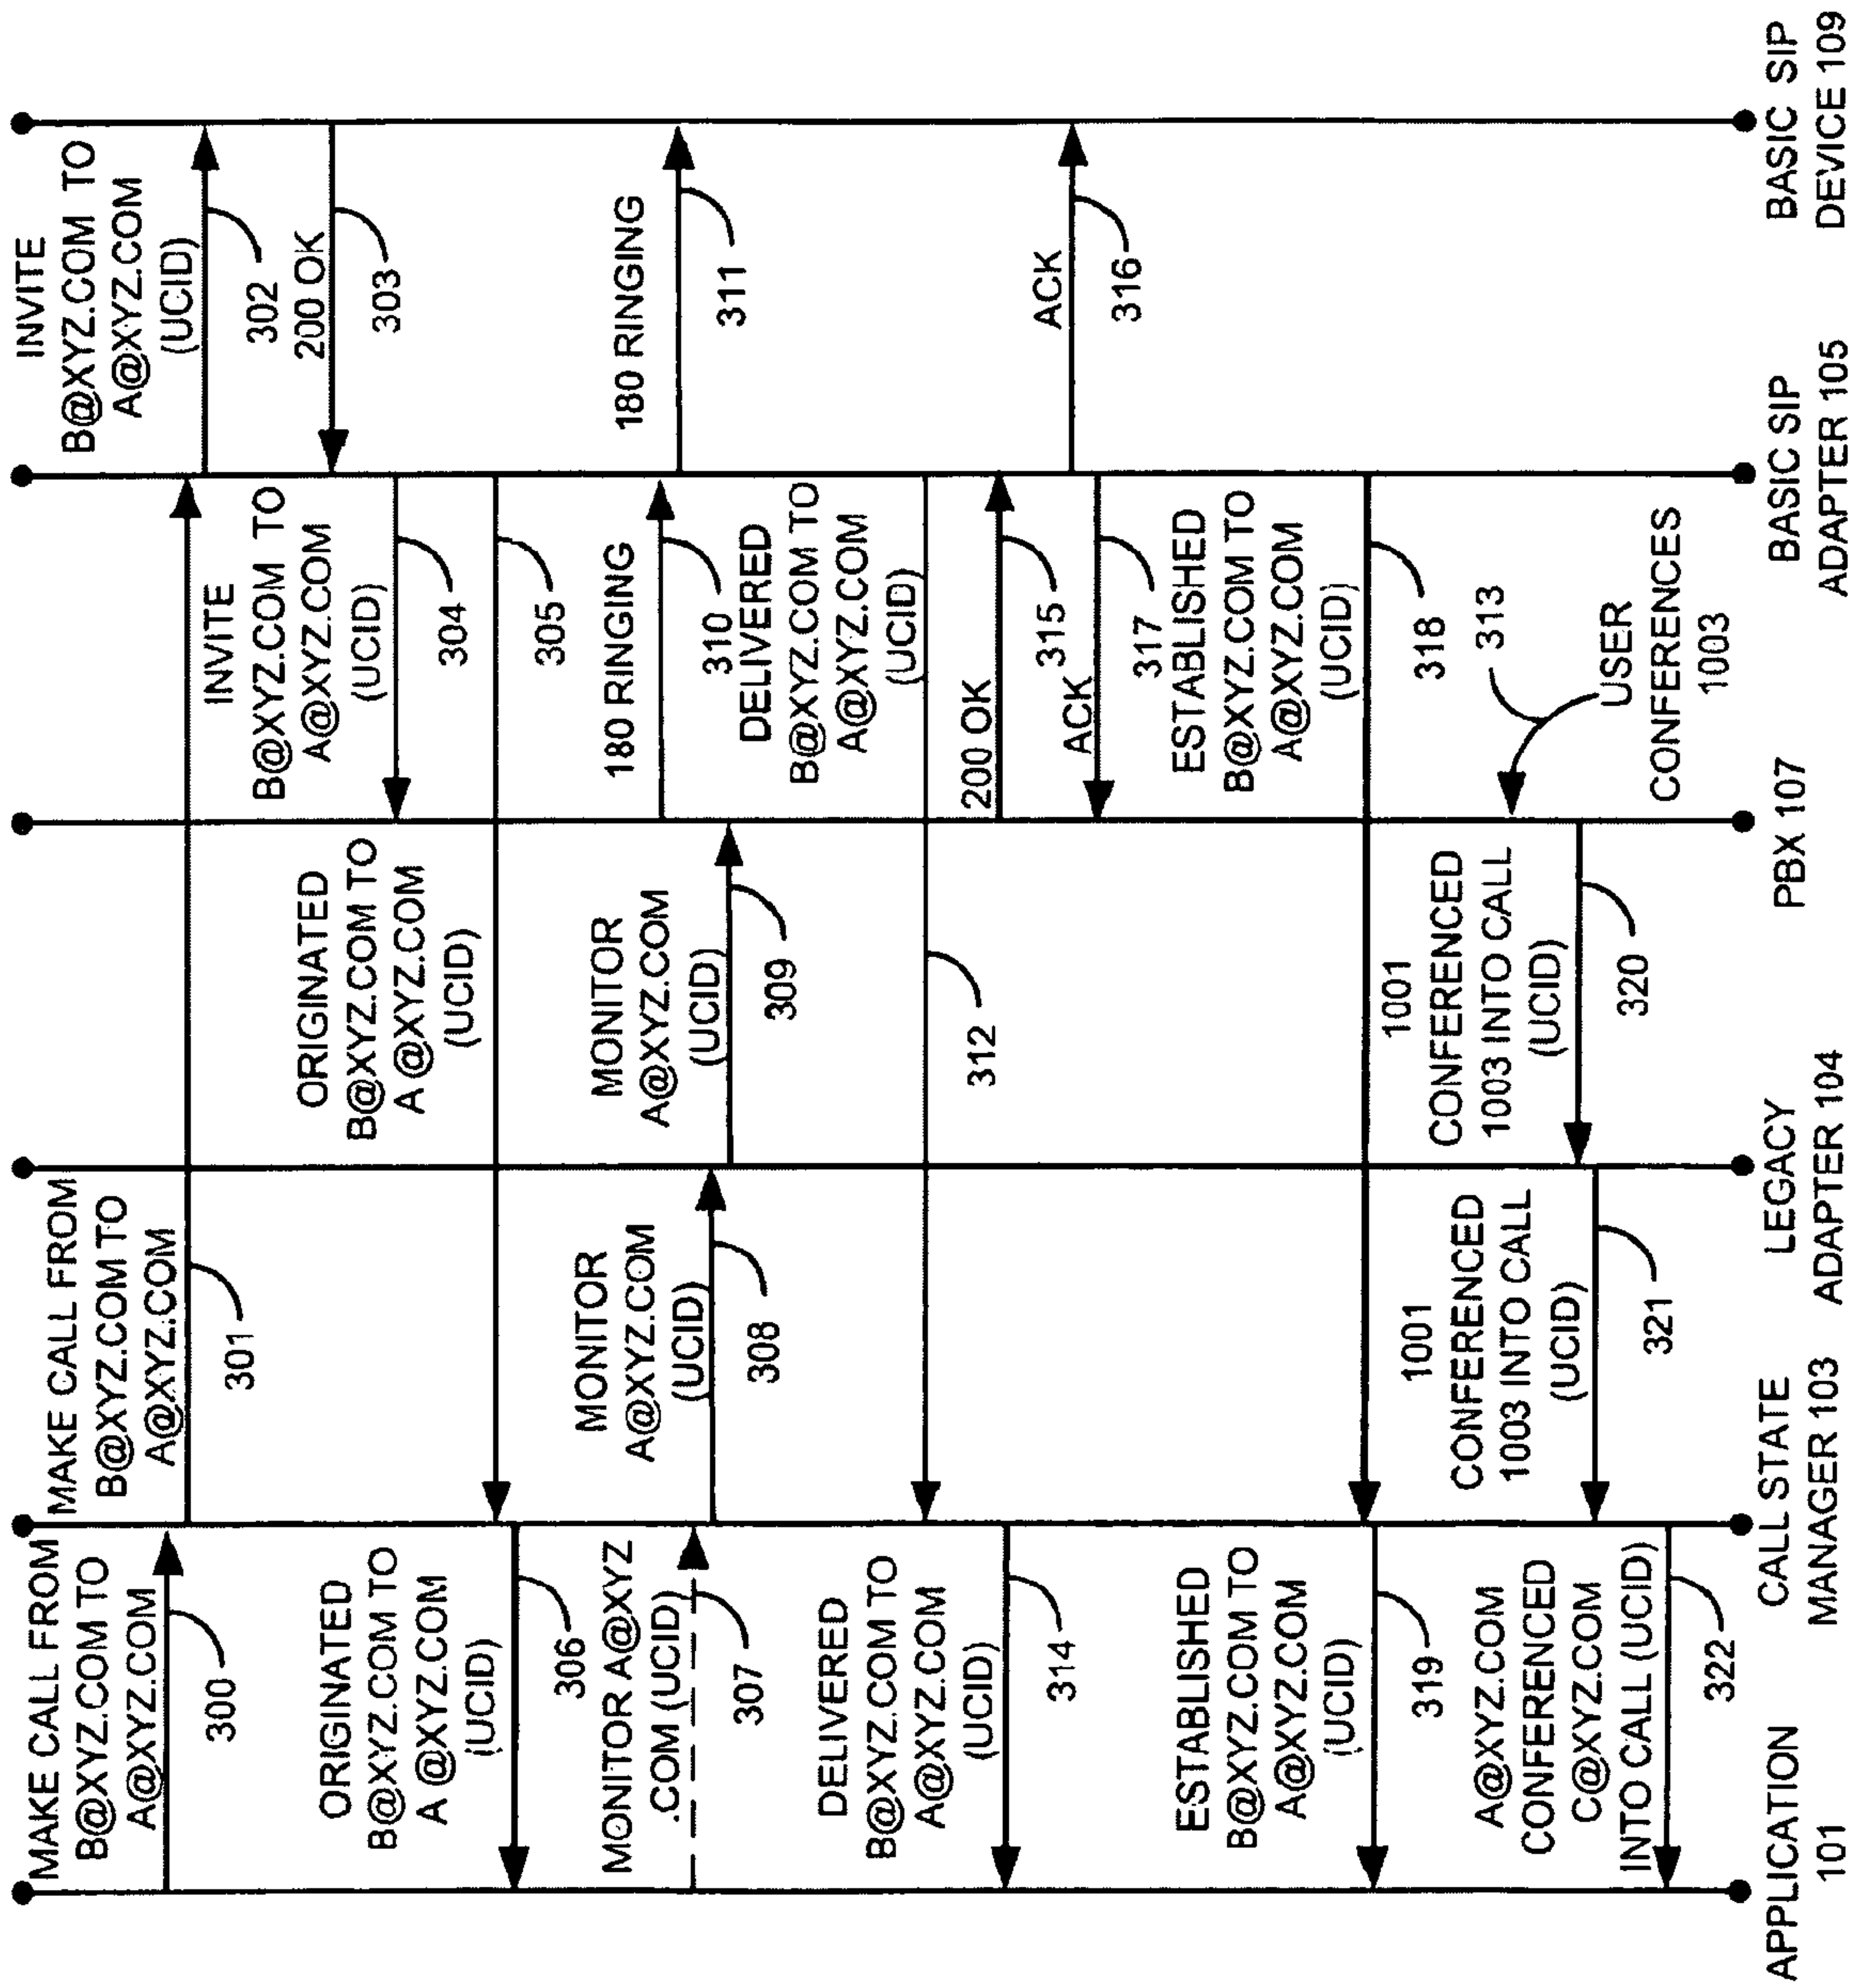 MAKE CALL FROM
B@XYZ.COM TO
A@XYZ.COM
300
MAKE CALL FROM
B@XYZ.COM TO
A@XYZ.COM
301
INVITE
B@XYZ.COM TO
A@XYZ.COM
(UCID)
302
200 OK
303
INVITE
B@XYZ.COM TO
A@XYZ.COM
(UCID)
304
ORIGINATED
B@XYZ.COM TO
A @XYZ.COM
(UCID)
305
ORIGINATED
B@XYZ.COM TO
A @XYZ.COM
(UCID)
306
MONITOR A@XYZ
.COM (UCID)
307
MONITOR
A@XYZ.COM
(UCID)
308
MONITOR
A@XYZ.COM
(UCID)
309
180 RINGING
310
180 RINGING
311
DELIVERED
B@XYZ.COM TO
A@XYZ.COM
(UCID)
312
DELIVERED
B@XYZ.COM TO
A@XYZ.COM
(UCID)
314
200 OK
315
ACK
316
ACK
317
ESTABLISHED
B@XYZ.COM TO
A@XYZ.COM
(UCID)
318
ESTABLISHED
B@XYZ.COM TO
A@XYZ.COM
(UCID)
319
313
USER
CONFERENCES
1003
1001
CONFERENCED
1003 INTO CALL
(UCID)
320
1001
CONFERENCED
1003 INTO CALL
(UCID)
321
A@XYZ.COM
CONFERENCED
C@XYZ.COM
INTO CALL (UCID)
322
APPLICATION
101
CALL STATE
MANAGER 103
LEGACY
ADAPTER 104
PBX 107
BASIC SIP
ADAPTER 105
BASIC SIP
DEVICE 109